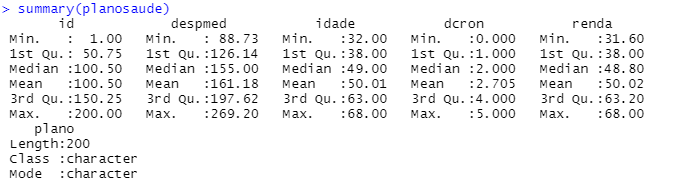 > summary(planosaude)
id despmed idade dcron renda
Min. : 1.00 Min. : 88.73 Min. :32.00 Min. :0.000 Min. :31.60
1st Qu.: 50.75 1st Qu.:126.14 1st Qu.:38.00 1st Qu.:1.000 1st Qu.:38.00
Median :100.50 Median :155.00 Median :49.00 Median :2.000 Median :48.80
Mean :100.50 Mean :161.18 Mean :50.01 Mean :2.705 Mean :50.02
3rd Qu.:150.25 3rd Qu.:197.62 3rd Qu.:63.00 3rd Qu.:4.000 3rd Qu.:63.20
Max. :200.00 Max. :269.20 Max. :68.00 Max. :5.000 Max. :68.00
plano
Length:200
Class :character
Mode :character